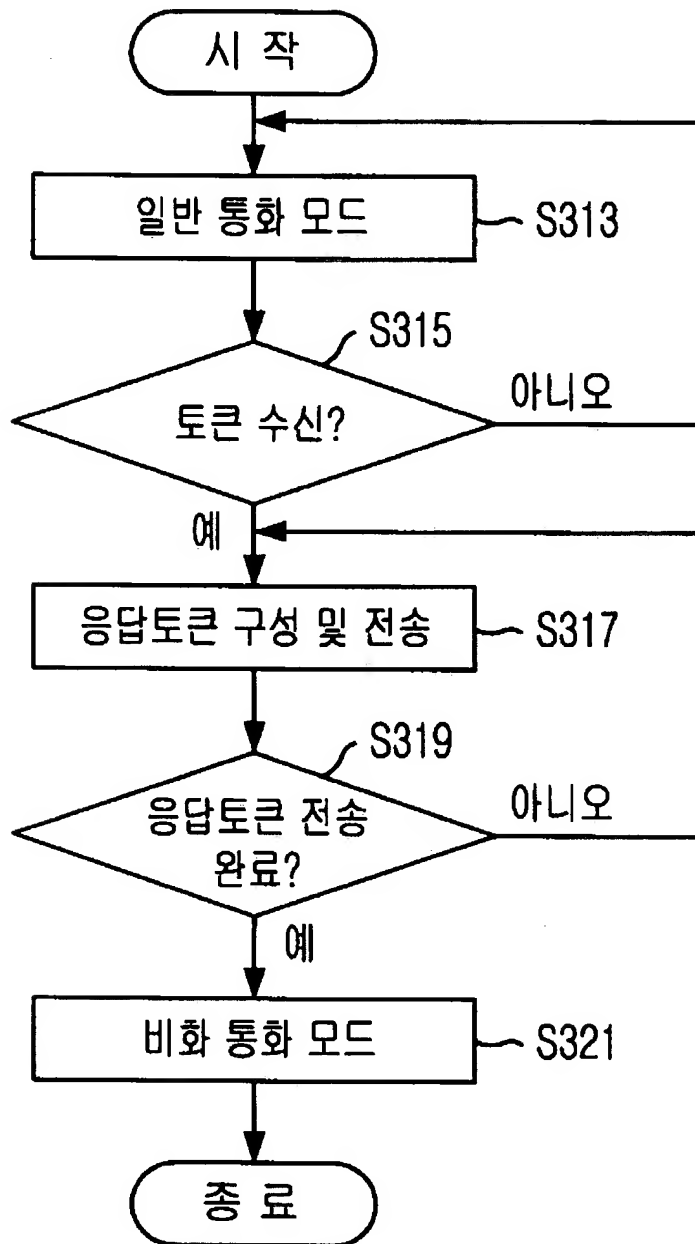 시 작
일반 통화 모드
S313
S315
토큰 수신?
아니오
예
응답토큰 구성 및 전송
S317
S319
응답토큰 전송
완료?
아니오
예
비화 통화 모드
S321
종 료